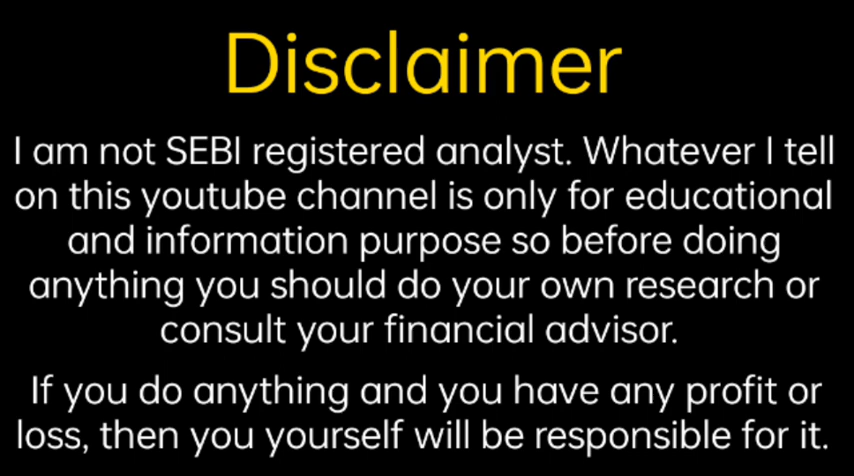 Disclaimer
I am not SEBI registered analyst. Whatever I tell
on this youtube channel is only for educational
and information purpose so before doing
anything you should do your own research or
consult your financial advisor.
If you do anything and you have any profit or
loss, then you yourself will be responsible for it.